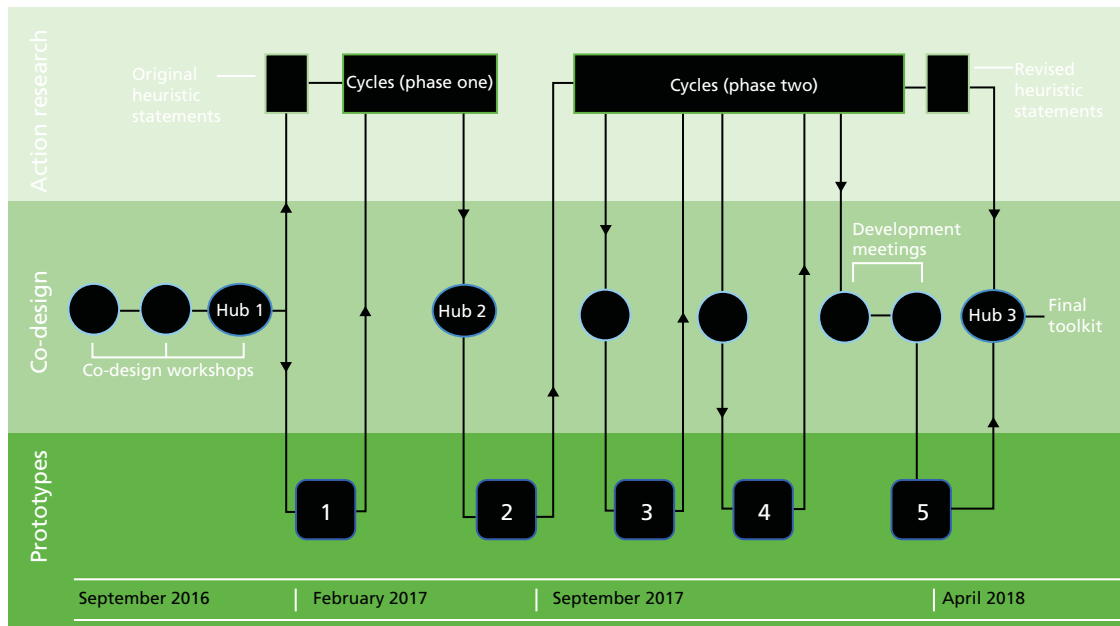 Action research
Original
heuristic
statements
Cycles (phase one)
Cycles (phase two)
Revised
heuristic
statements
Co-design
Hub 1
Co-design workshops
Hub 2
Development
meetings
Hub 3
Final
toolkit
Prototypes
1
2
3
4
5
September 2016
February 2017
September 2017
April 2018